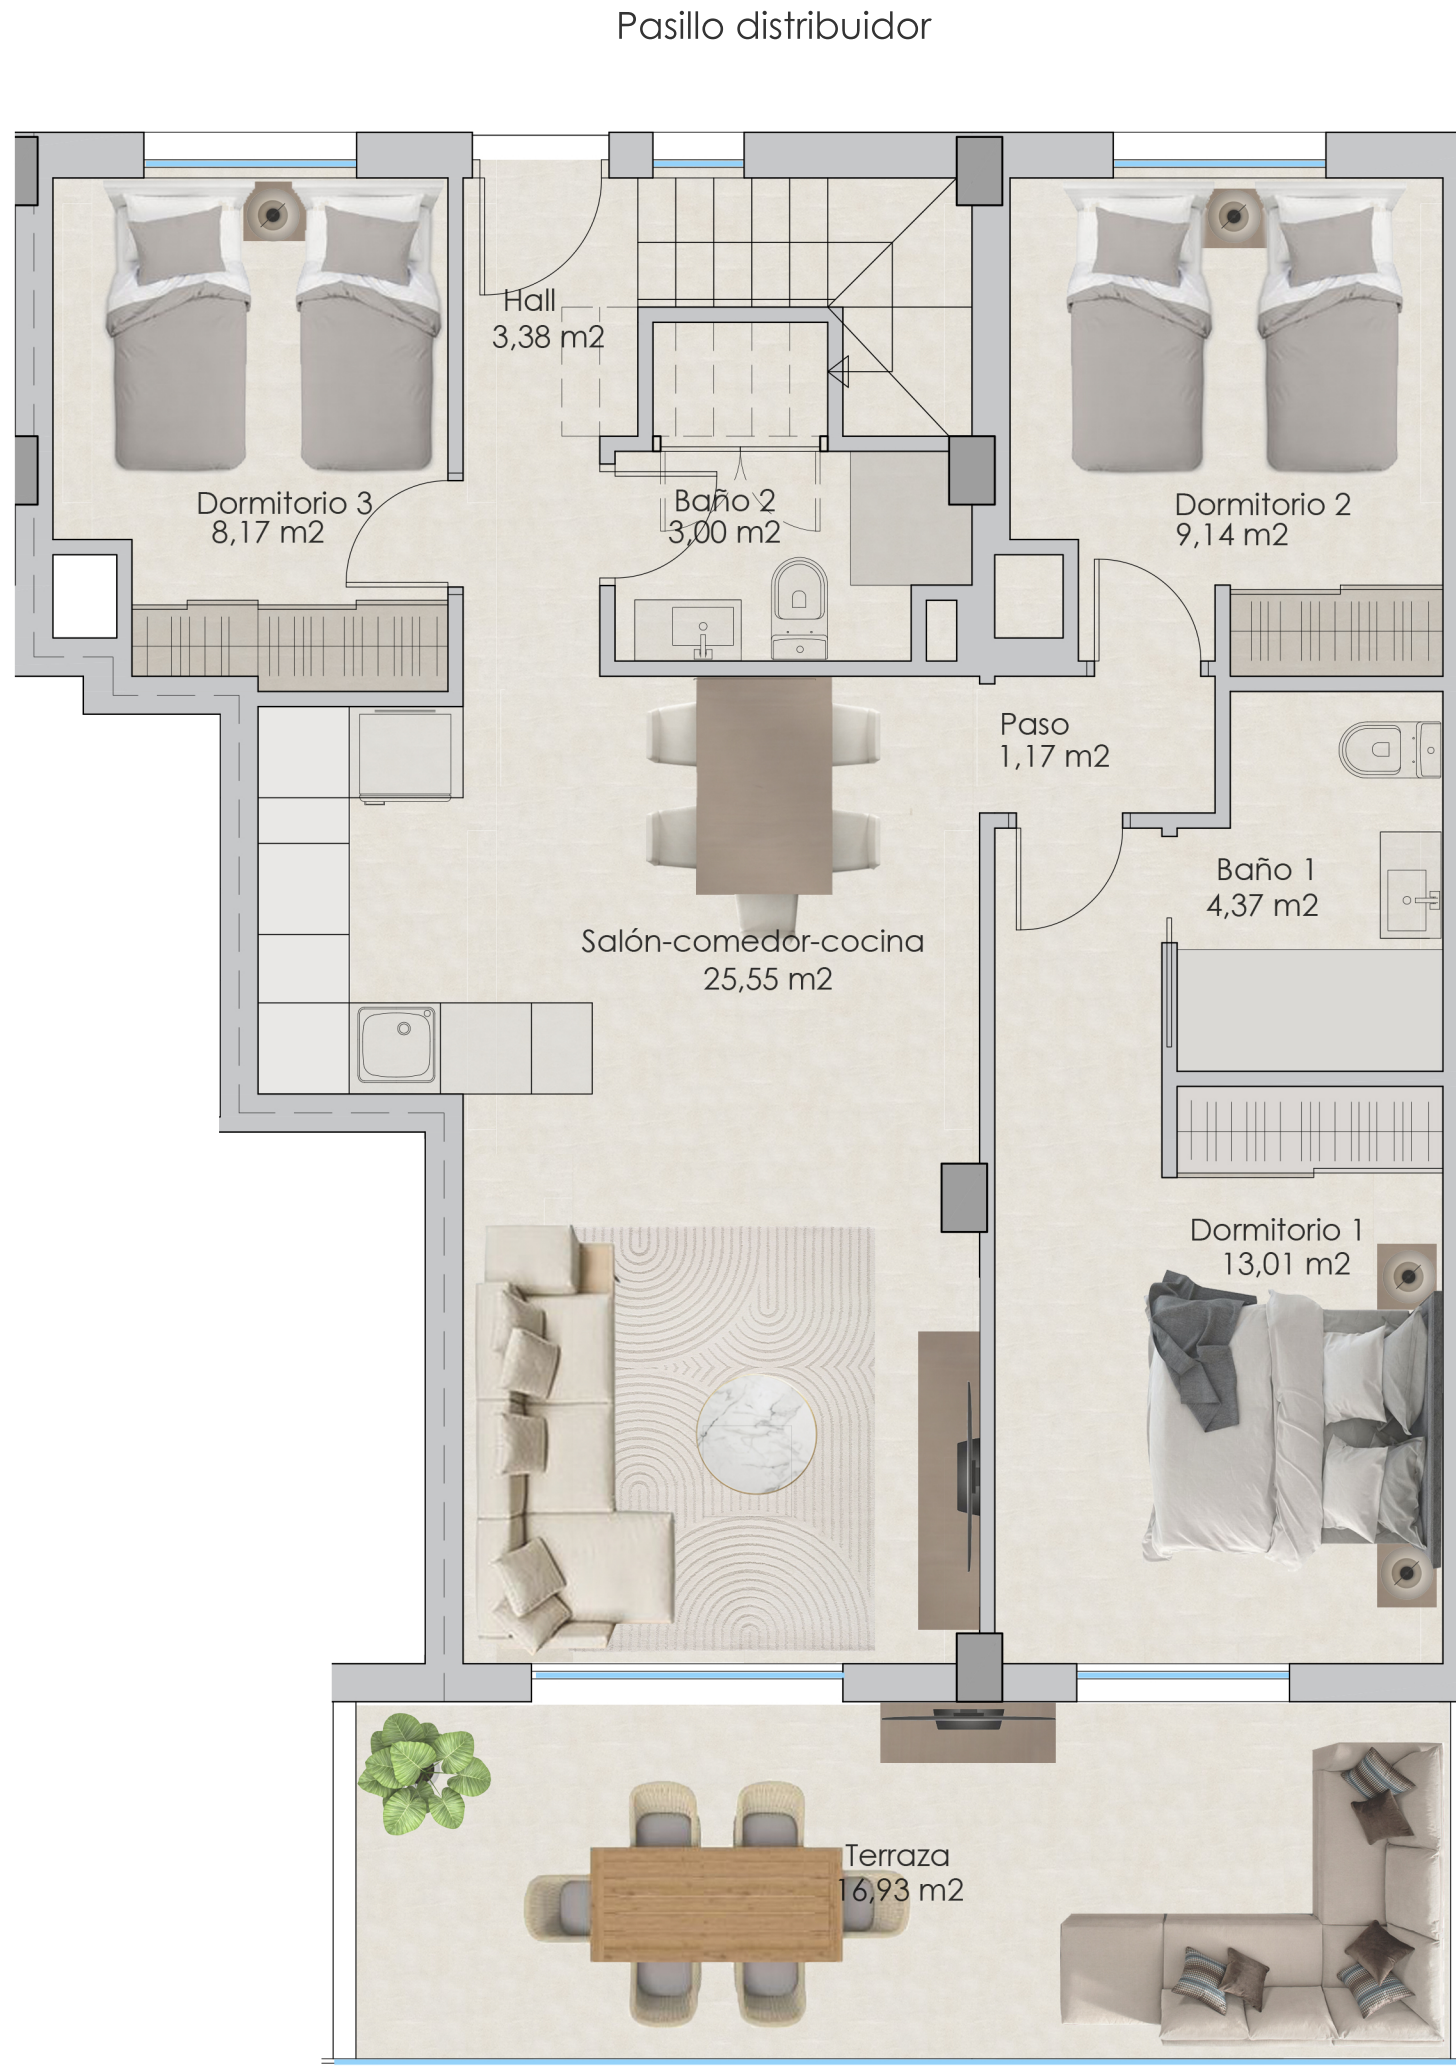 Pasillo distribuidor
Hall
3,38 m2
Dormitorio 3
8,17 m2
Baño 2
3,00 m2
Dormitorio 2
9,14 m2
Paso
1,17 m2
Baño 1
4,37 m2
Salón-comedor-cocina
25,55 m2
Dormitorio 1
13,01 m2
Terraza
16,93 m2